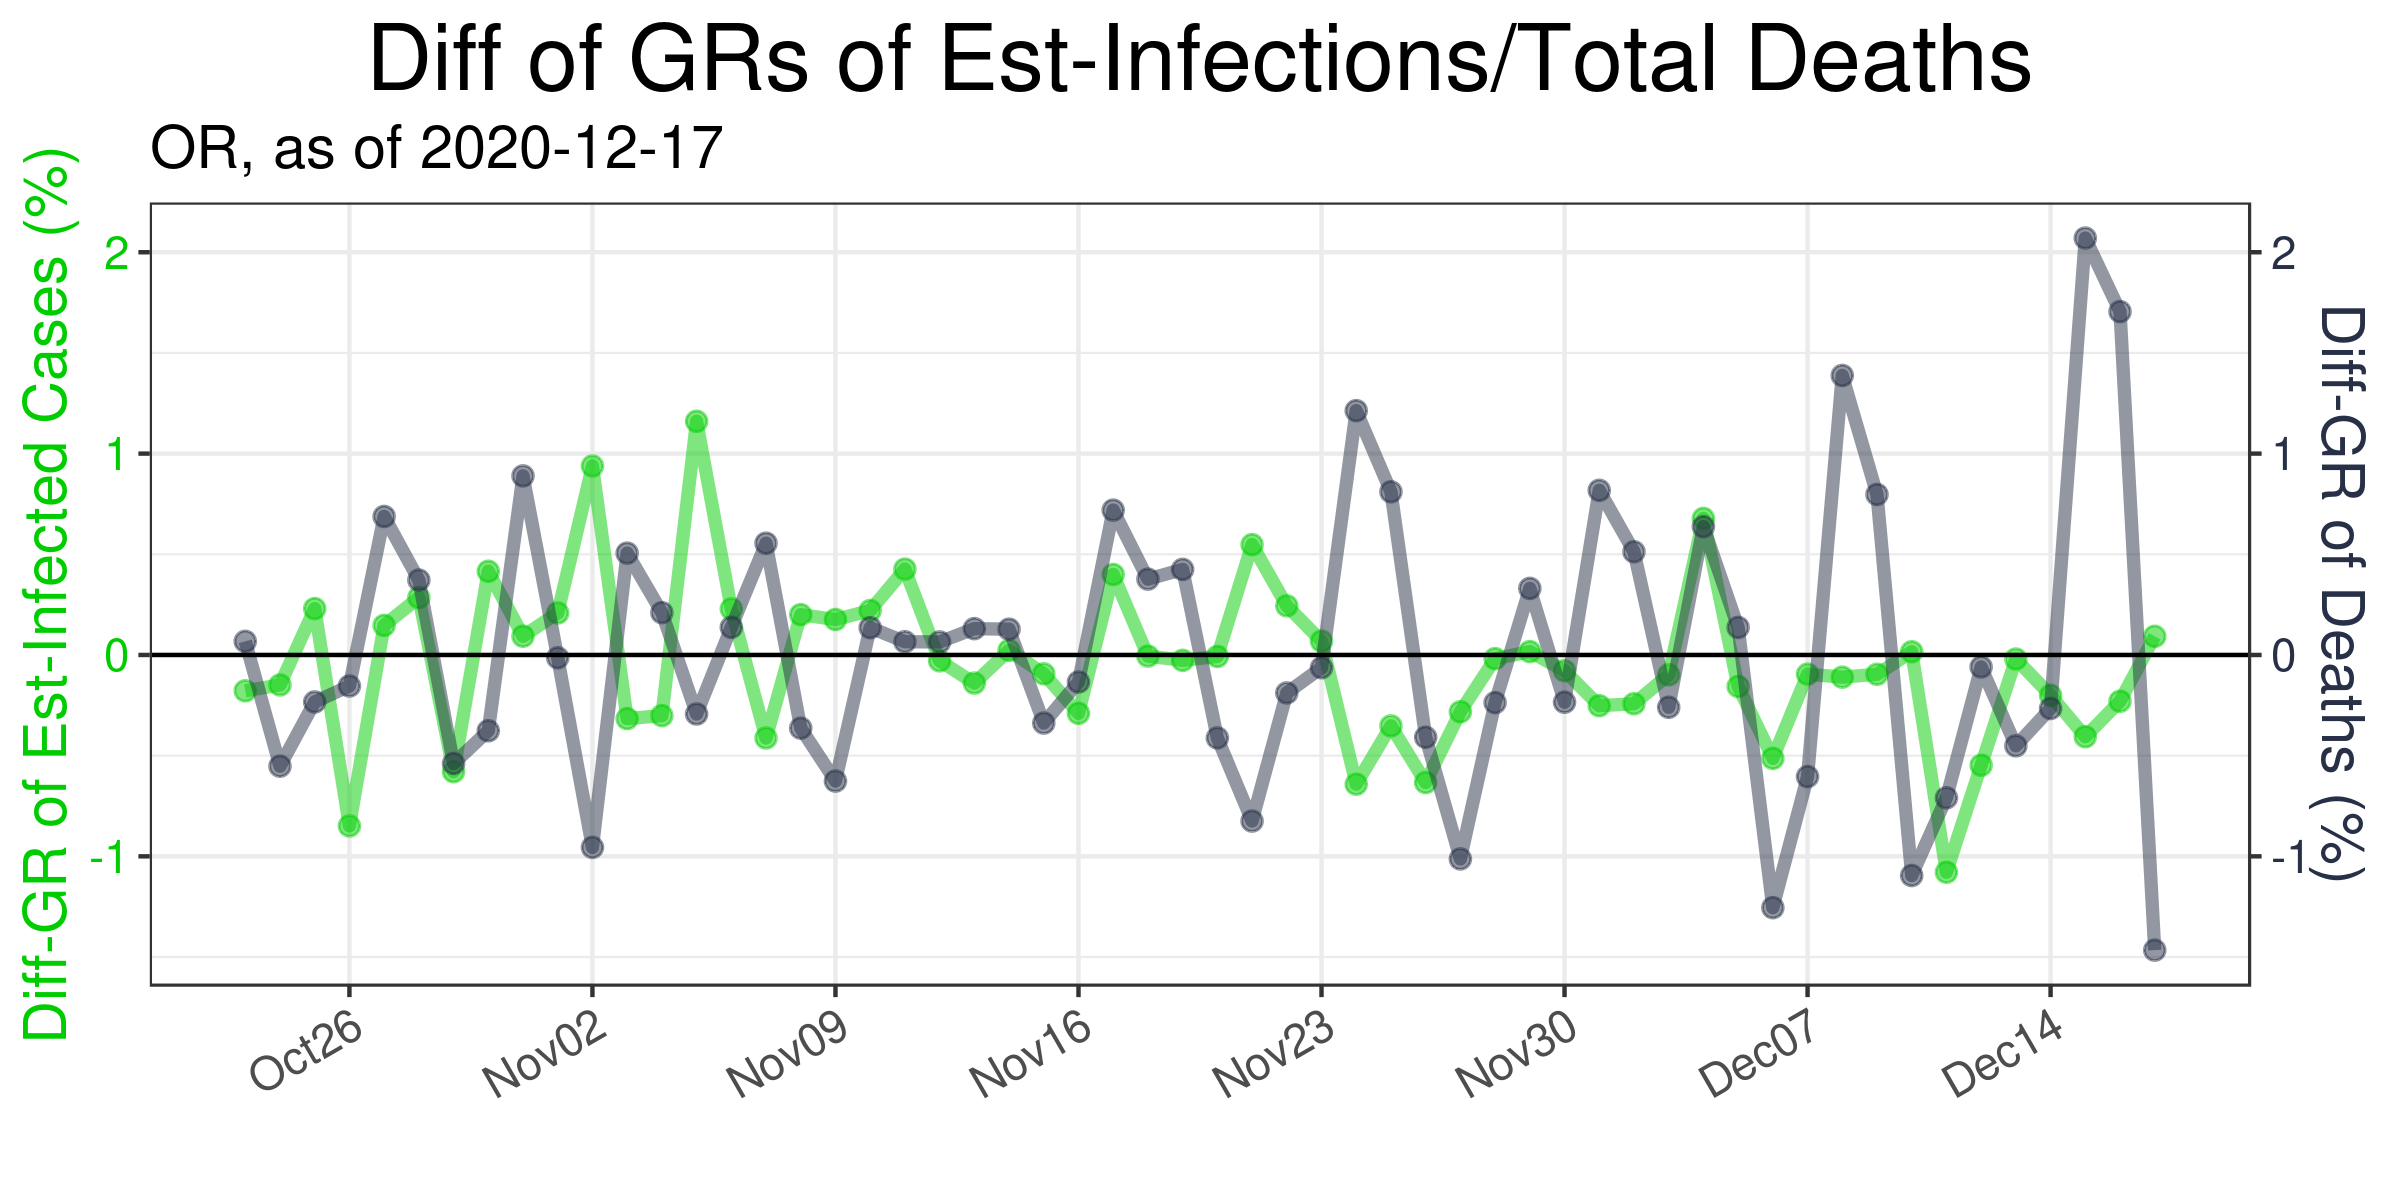 Diff of GRs of Est-Infections/Total Deaths
OR, as of 2020-12-17
Diff-GR of Est-Infected Cases (%)
2
1
0
-1
2
1
0
-1
Diff-GR of Deaths (%)
Oct26
Nov02
Nov09
Nov16
Nov23
Nov30
Dec07
Dec14